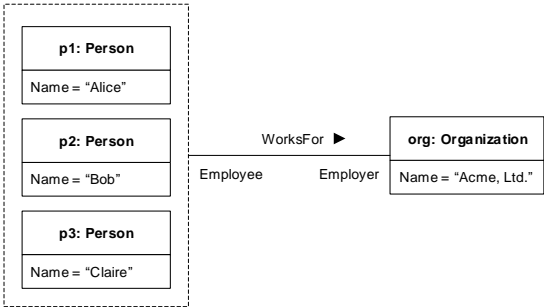 p1: Person
Name = “Alice”
p2: Person
Name = “Bob”
p3: Person
Name = “Claire”
WorksFor ►
Employee
Employer
org: Organization
Name = “Acme, Ltd.”